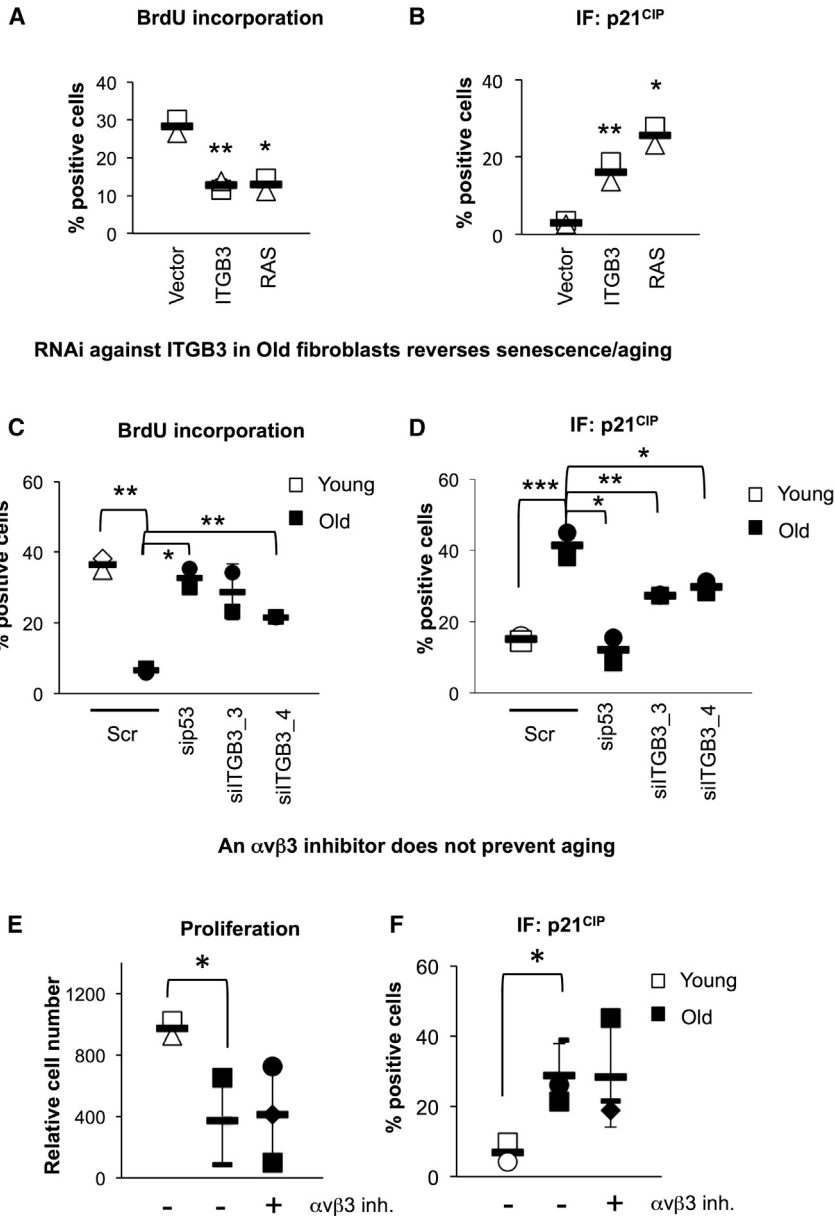 A BrdU incorporation
B IF: p21CIP
% positive cells
40
30
20
10
0
**
*
Vector
ITGB3
RAS
% positive cells
40
20
0
**
*
Vector
ITGB3
RAS
RNAi against ITGB3 in Old fibroblasts reverses senescence/aging
C BrdU incorporation
D IF: p21CIP
% positive cells
60
40
20
0
**
**
*
Young
Old
Scr
sip53
siITGB3_3
siITGB3_4
% positive cells
60
40
20
0
***
*
**
*
Young
Old
Scr
sip53
siITGB3_3
siITGB3_4
An αvβ3 inhibitor does not prevent aging
E Proliferation
F IF: p21CIP
Relative cell number
1200
800
400
0
*
- - + αvβ3 inh.
% positive cells
60
40
20
0
*
Young
Old
- - + αvβ3 inh.